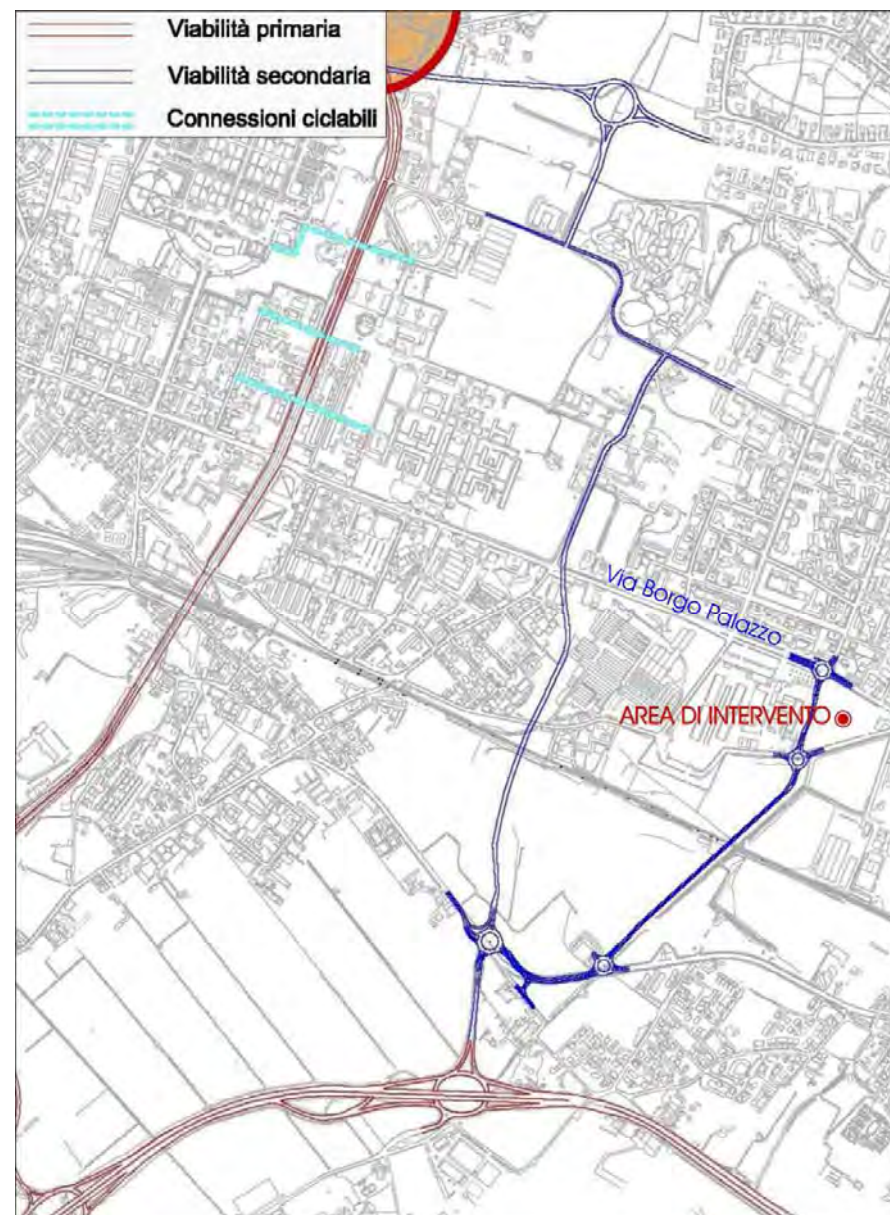 Viabilità primaria
Viabilità secondaria
Connessioni ciclabili
Via Borgo Palazzo
AREA DI INTERVENTO